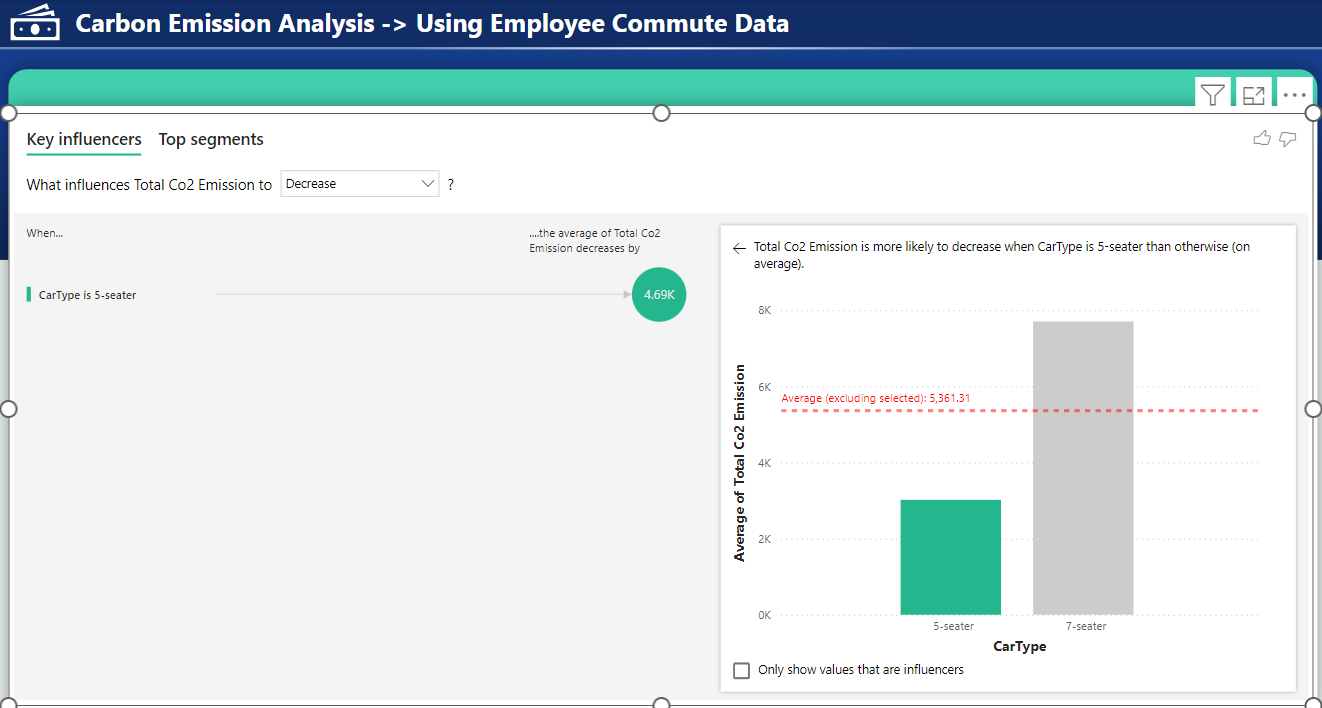 Carbon Emission Analysis -> Using Employee Commute Data
Key influencers Top segments
What influences Total Co2 Emission to Decrease ?
When...
....the average of Total Co2
Emission decreases by
CarType is 5-seater
4.69K
Total Co2 Emission is more likely to decrease when CarType is 5-seater than otherwise (on
average).
Average of Total Co2 Emission
8K
6K
4K
2K
0K
Average (excluding selected): 5,361.31
5-seater 7-seater
CarType
Only show values that are influencers